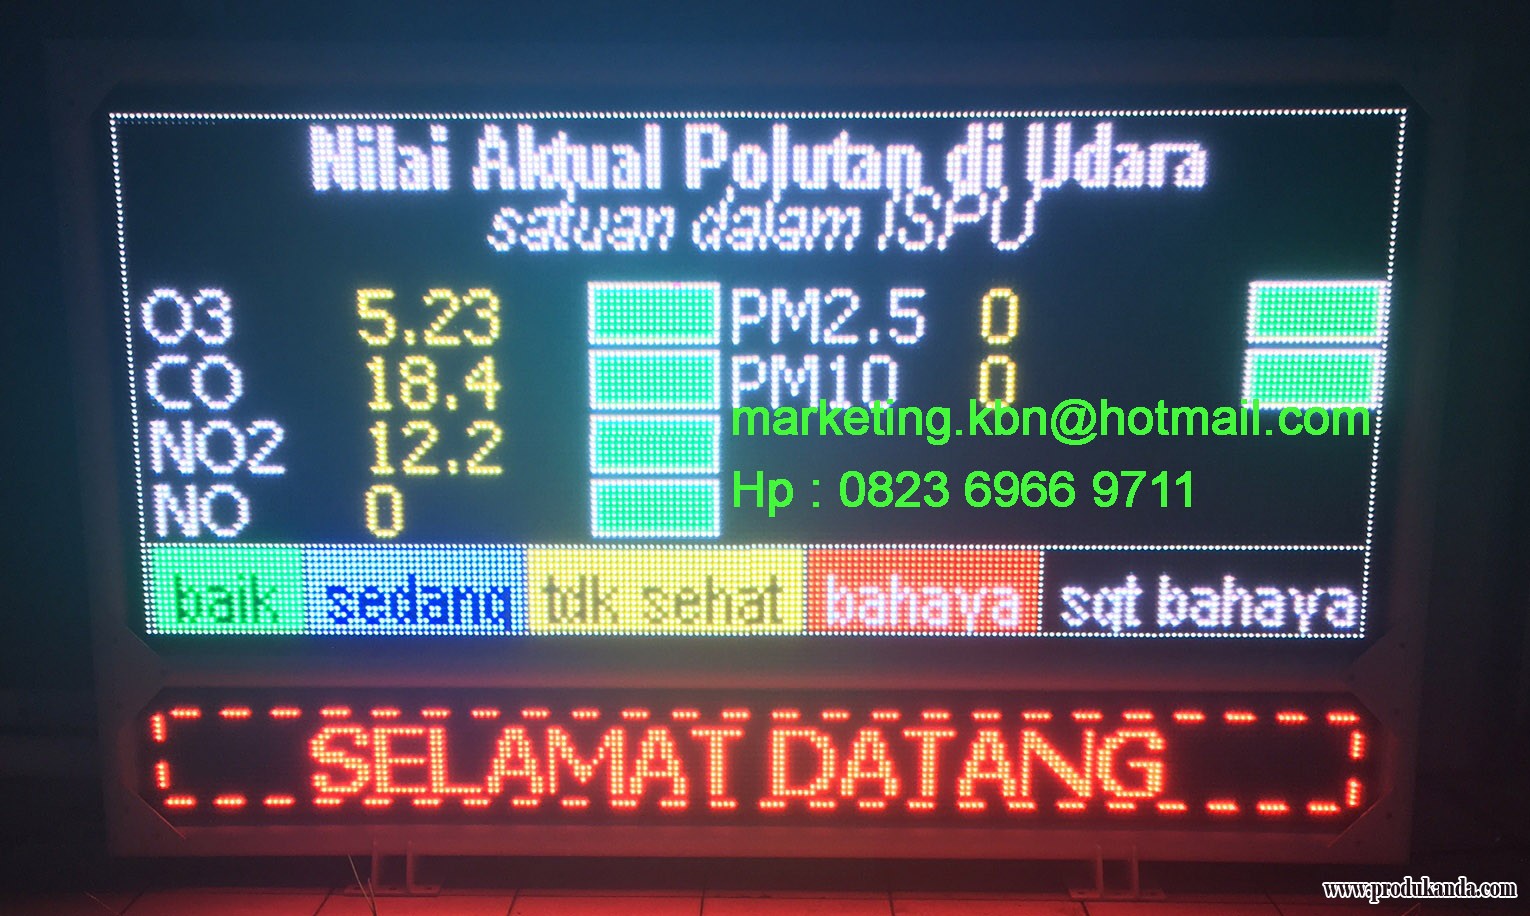 Nilai Aktual Polutan di Udara
satuan dalam ISPU
O3 5.23 PM2.5 0
CO 18.4 PM10 0
marketing.kbn@hotmail.com
NO2 12.2
Hp : 0823 6966 9711
NO 0
baik sedang tdk sehat bahaya sgt bahaya
SELAMAT DATANG
www.produkanda.com